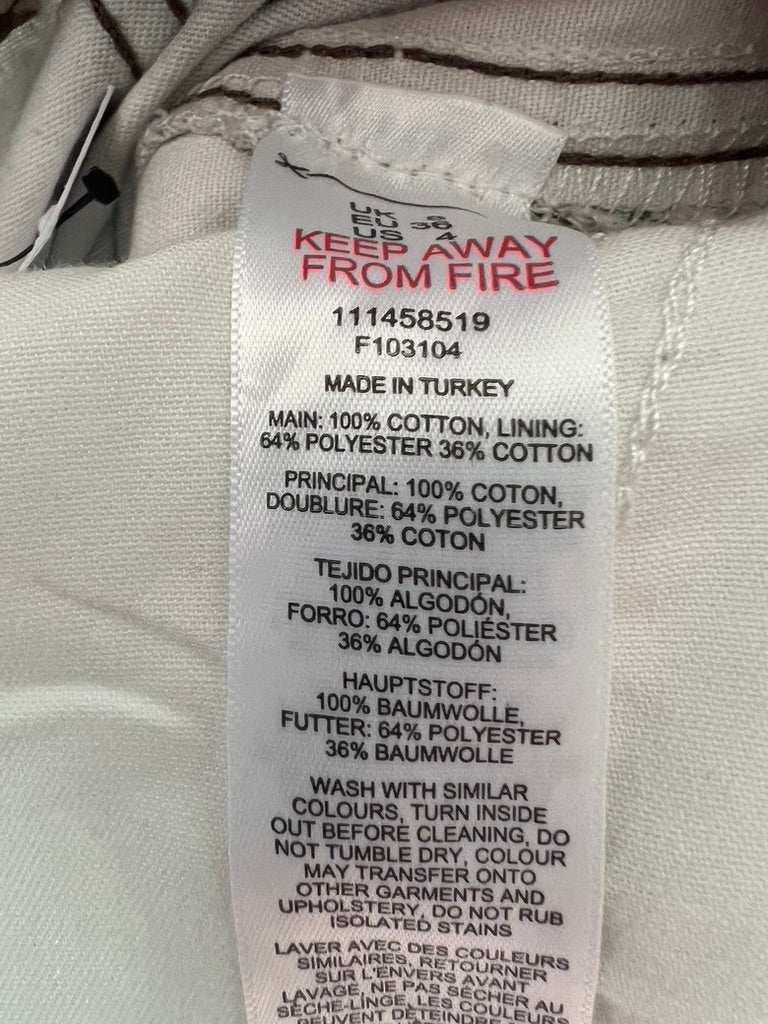 UK 8
EU 36
US 4
KEEP AWAY
FROM FIRE
111458519
F103104
MADE IN TURKEY
MAIN: 100% COTTON, LINING:
64% POLYESTER 36% COTTON
PRINCIPAL: 100% COTON,
DOUBLURE: 64% POLYESTER
36% COTON
TEJIDO PRINCIPAL:
100% ALGODÓN,
FORRO: 64% POLIÉSTER
36% ALGODÓN
HAUPTSTOFF:
100% BAUMWOLLE,
FUTTER: 64% POLYESTER
36% BAUMWOLLE
WASH WITH SIMILAR
COLOURS, TURN INSIDE
OUT BEFORE CLEANING, DO
NOT TUMBLE DRY, COLOUR
MAY TRANSFER ONTO
OTHER GARMENTS AND
UPHOLSTERY, DO NOT RUB
ISOLATED STAINS
LAVER AVEC DES COULEURS
SIMILAIRES, RETOURNER
SUR L'ENVERS AVANT
LAVAGE, NE PAS SÉCHER AU
SÈCHE-LINGE, LES COULEURS
PEUVENT DÉTEINDRE